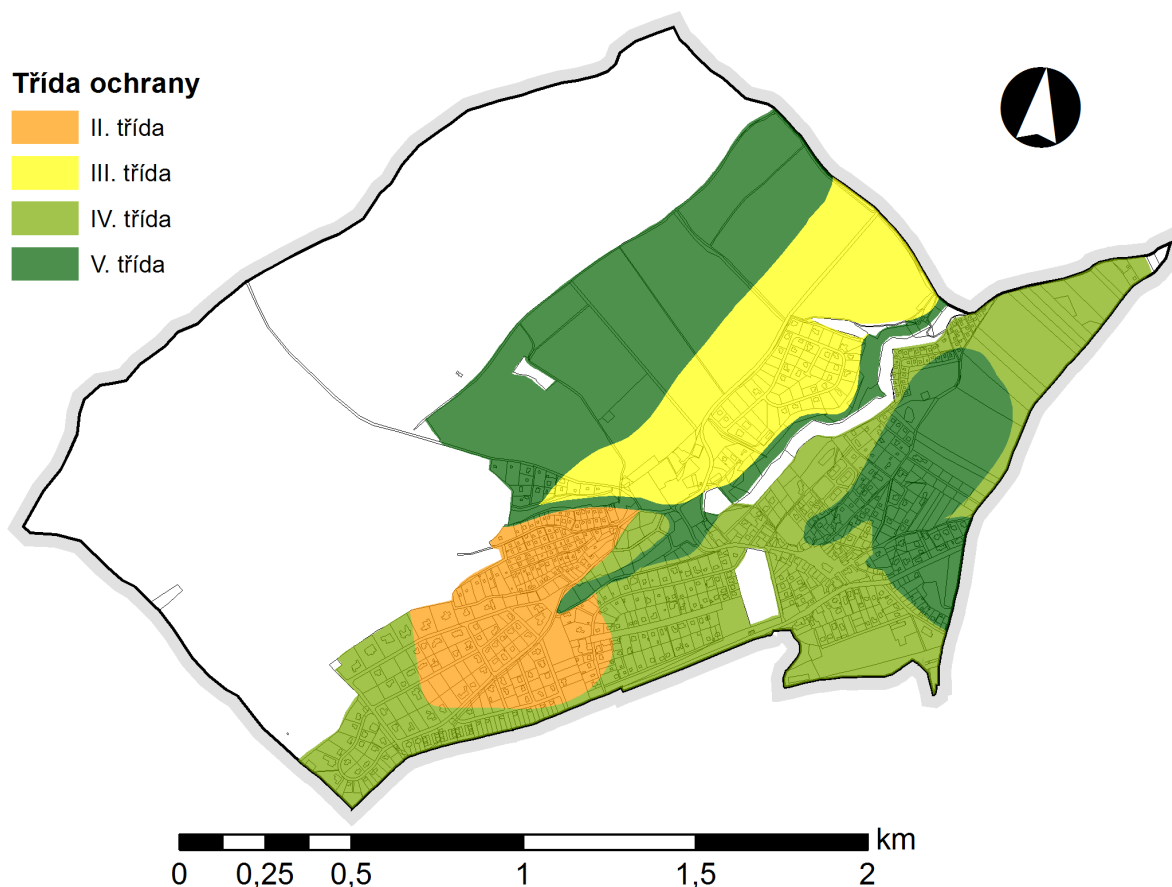 Třída ochrany
II. třída
III. třída
IV. třída
V. třída
km
0 0,25 0,5 1 1,5 2